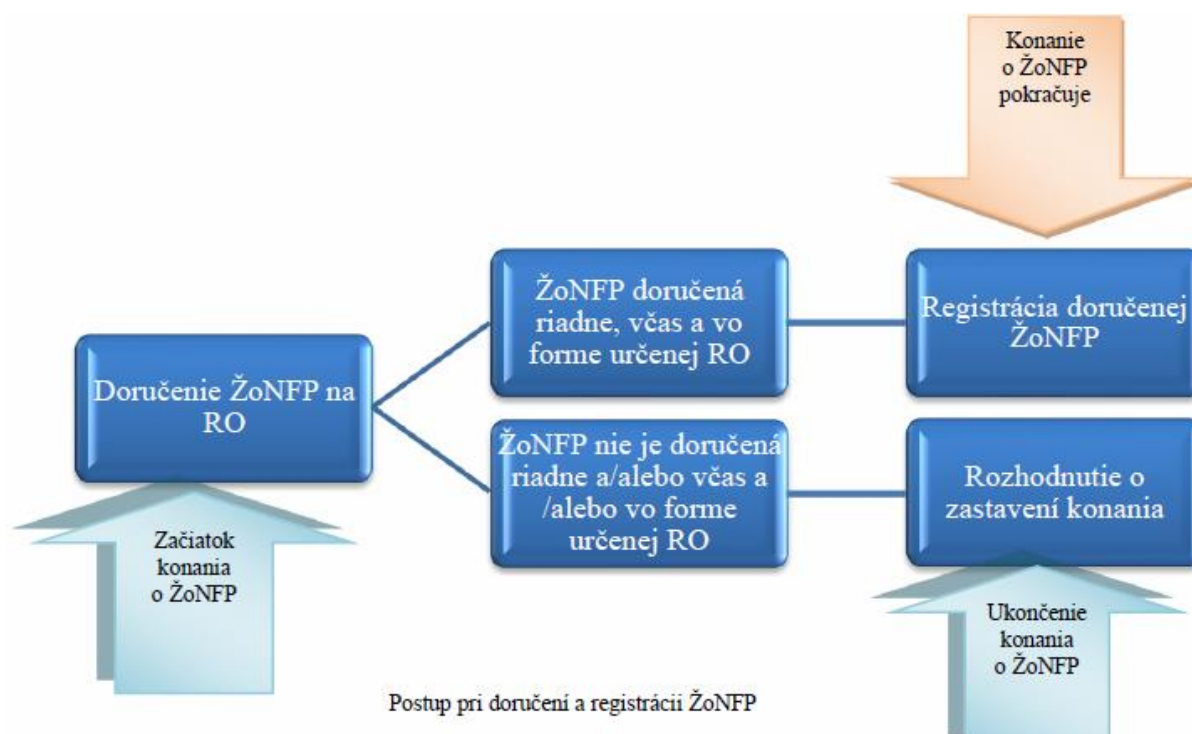 Konanie
o ŽoNFP
pokračuje
ŽoNFP doručená
riadne, včas a vo
forme určenej RO
Registrácia doručenej
ŽoNFP
Doručenie ŽoNFP na
RO
ŽoNFP nie je doručená
riadne a/alebo včas a
/alebo vo forme
určenej RO
Rozhodnutie o
zastavení konania
Začiatok
konania
o ŽoNFP
Ukončenie
konania
o ŽoNFP
Postup pri doručení a registrácii ŽoNFP